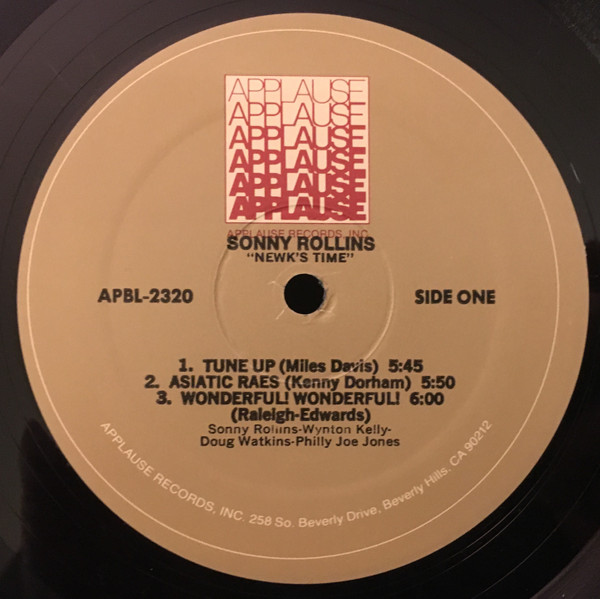 APPLAUSE
APPLAUSE
APPLAUSE
APPLAUSE
APPLAUSE
APPLAUSE
APPLAUSE RECORDS, INC.
SONNY ROLLINS
"NEWK'S TIME"
APBL-2320
SIDE ONE
1. TUNE UP (Miles Davis) 5:45
2. ASIATIC RAES (Kenny Dorham) 5:50
3. WONDERFUL! WONDERFUL! 6:00
(Raleigh-Edwards)
Sonny Rollins-Wynton Kelly-
Doug Watkins-Philly Joe Jones
APPLAUSE RECORDS, INC. 258 So. Beverly Drive, Beverly Hills, CA 90212